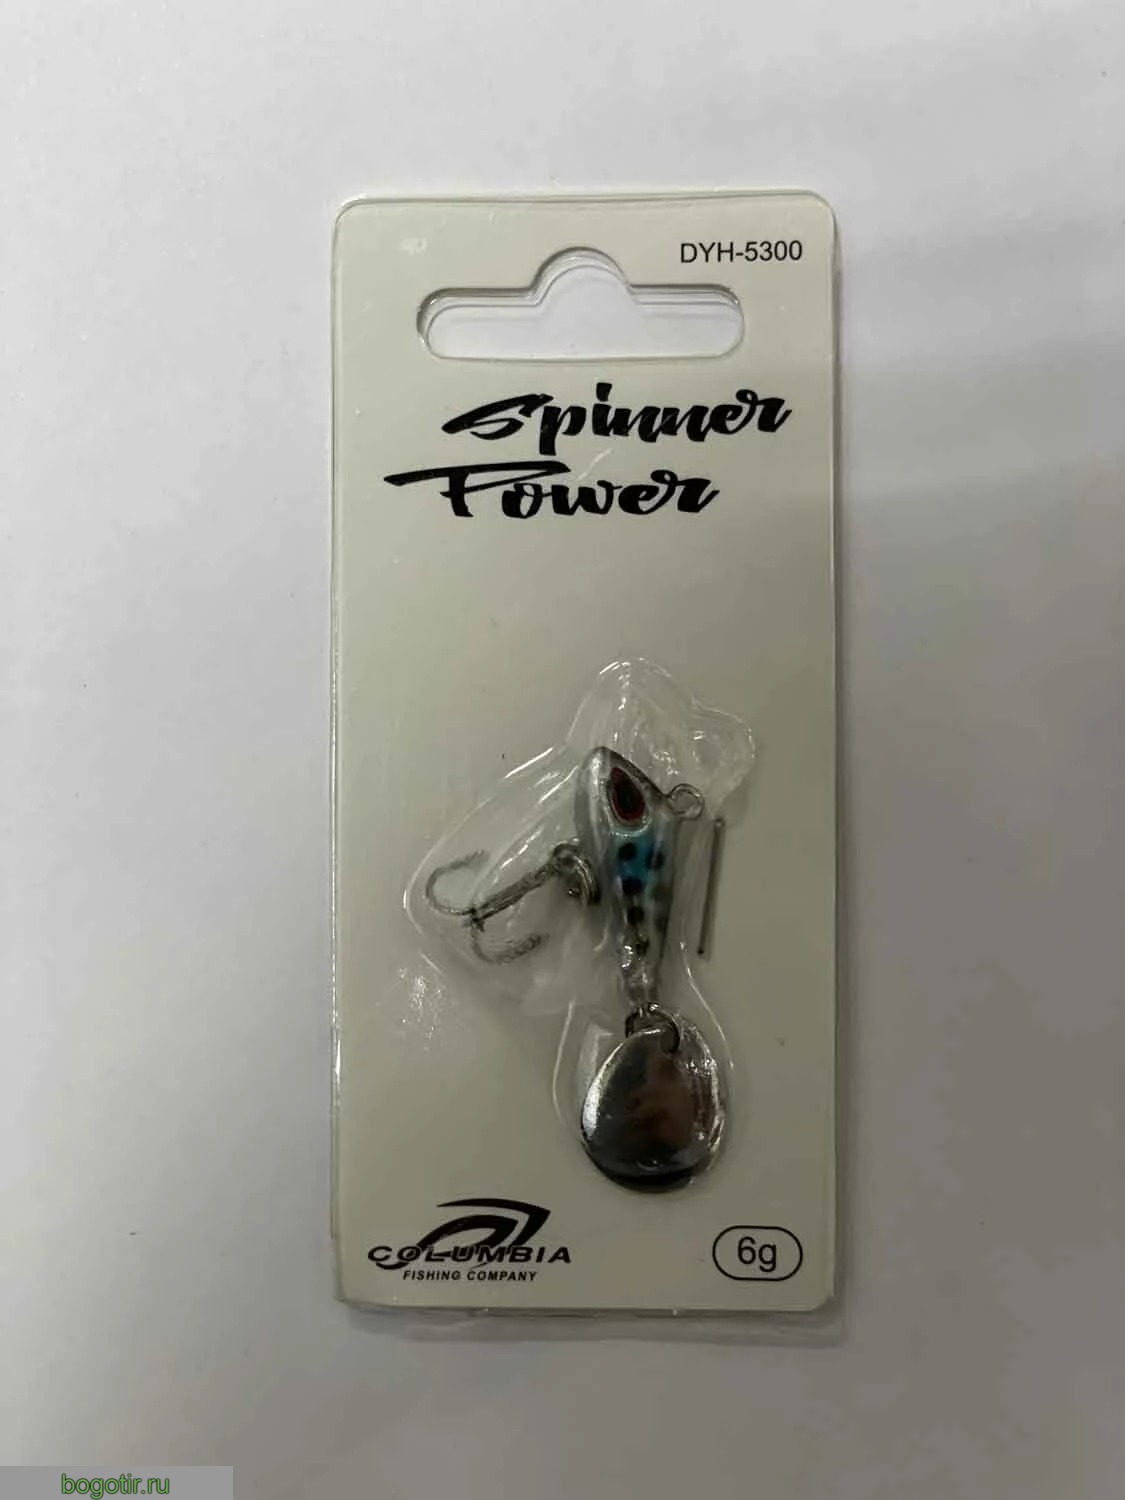 DYH-5300
Spinner
Power
COLUMBIA
FISHING COMPANY
6g
bogotir.ru